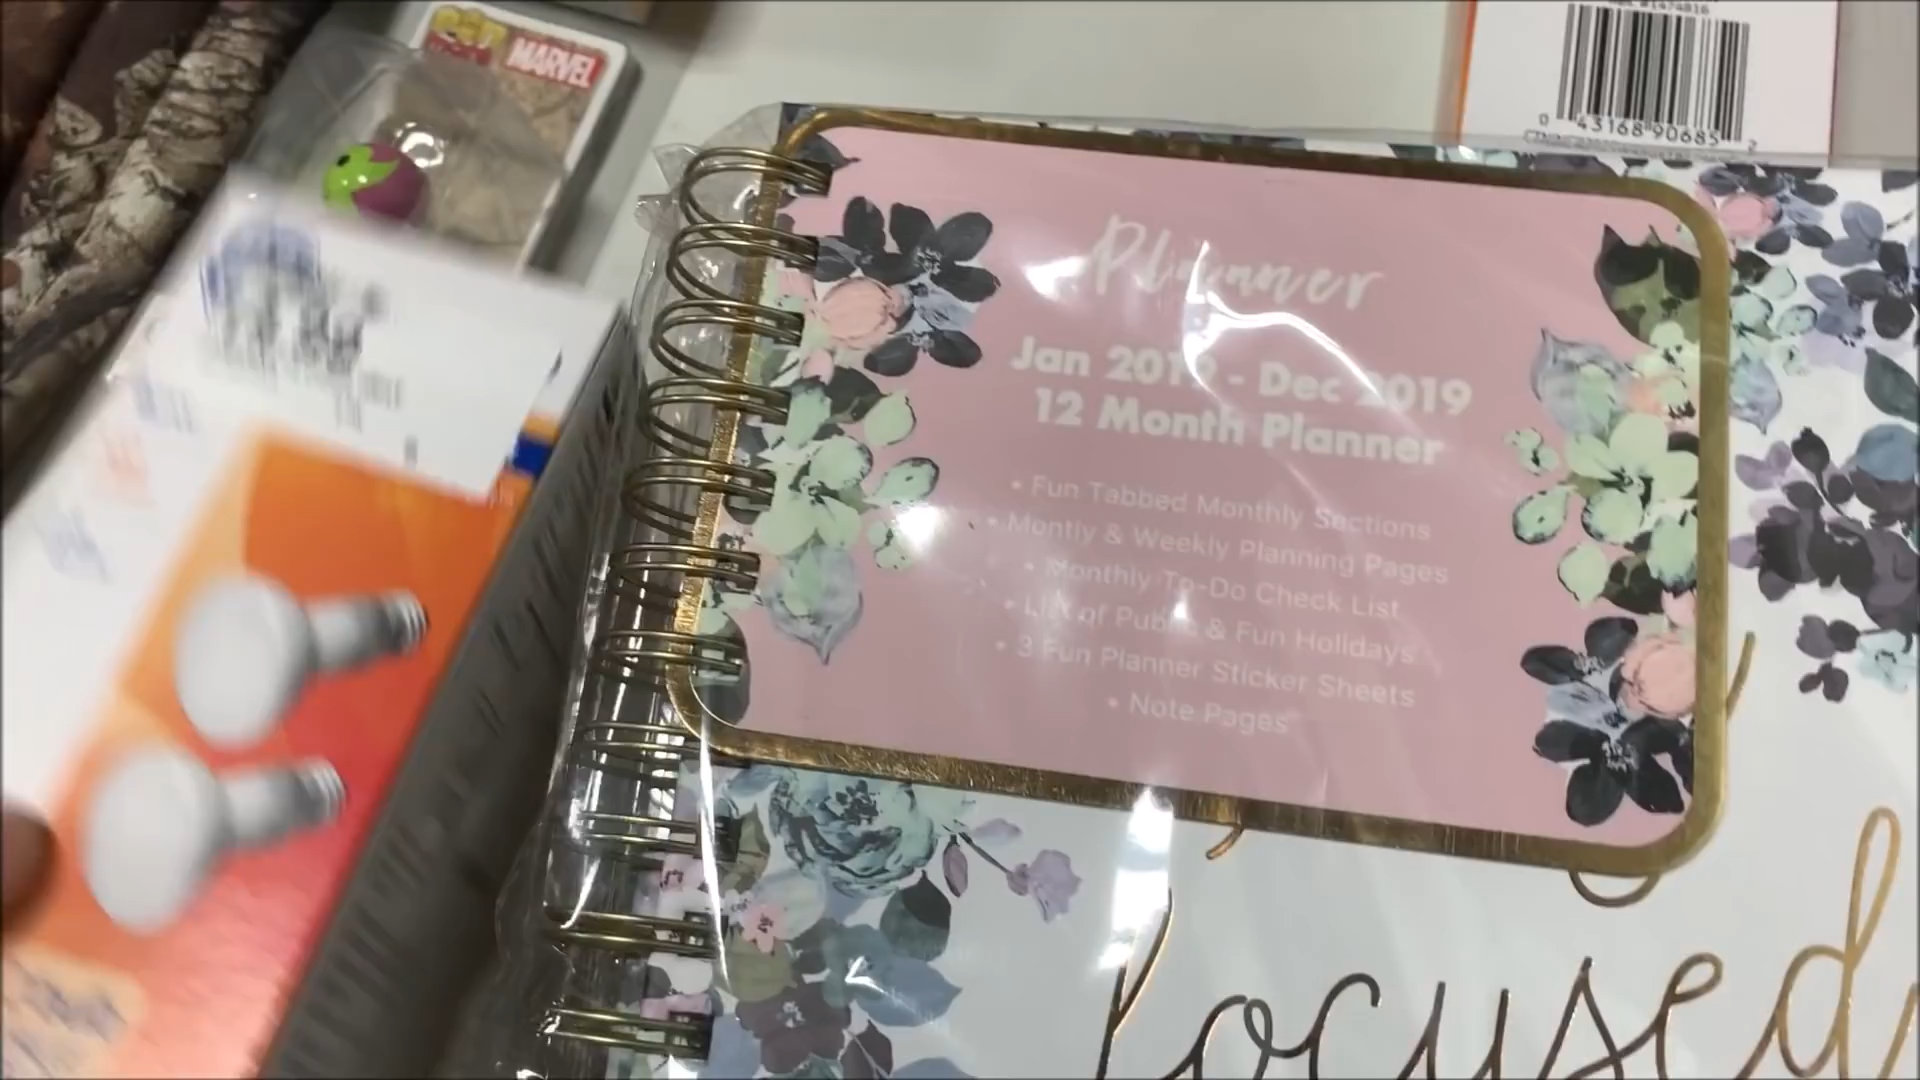 MARVEL
0 43168 90685 2
Planner
Jan 2019 - Dec 2019
12 Month Planner
• Fun Tabbed Monthly Sections
• Montly & Weekly Planning Pages
• Monthly To-Do Check List
• List of Public & Fun Holidays
• 3 Fun Planner Sticker Sheets
• Note Pages
focused